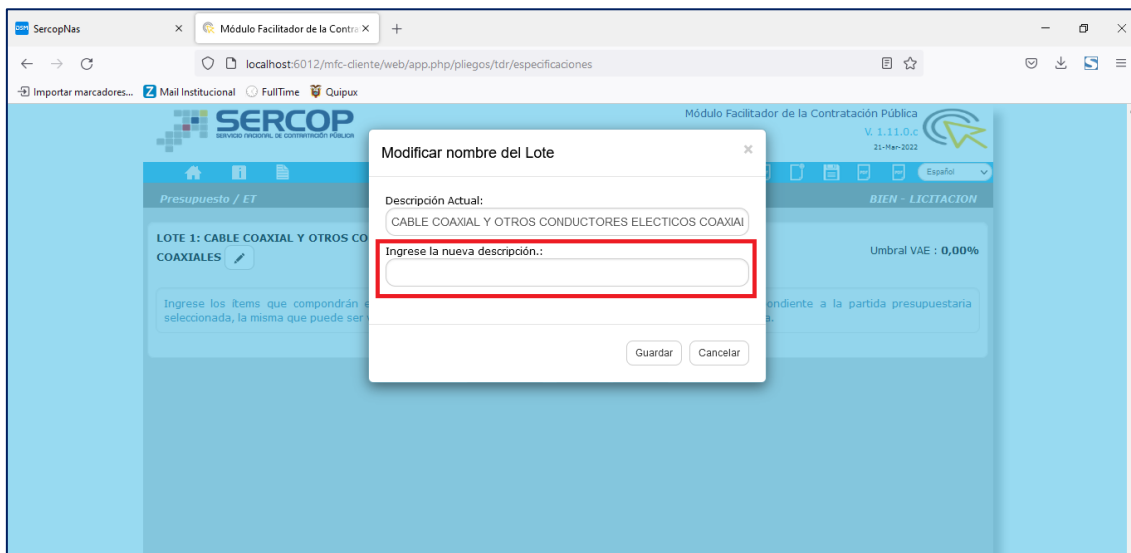 SercopNas
Módulo Facilitador de la Contra
localhost:6012/mfc-cliente/web/app.php/pliegos/tdr/especificaciones
Importar marcadores... Mail Institucional FullTime Quipux
SERCOP
SERVICIO NACIONAL DE CONTRATACIÓN PÚBLICA
Módulo Facilitador de la Contratación Pública
V. 1.11.0.c
21-Mar-2022
Español
Presupuesto / ET
BIEN - LICITACION
LOTE 1: CABLE COAXIAL Y OTROS CO
COAXIALES
Umbral VAE : 0,00%
Ingrese los ítems que compondrán e
ondiente a la partida presupuestaria
seleccionada, la misma que puede ser
a.
Modificar nombre del Lote
Descripción Actual:
CABLE COAXIAL Y OTROS CONDUCTORES ELECTICOS COAXIAL
Ingrese la nueva descripción.:
Guardar
Cancelar